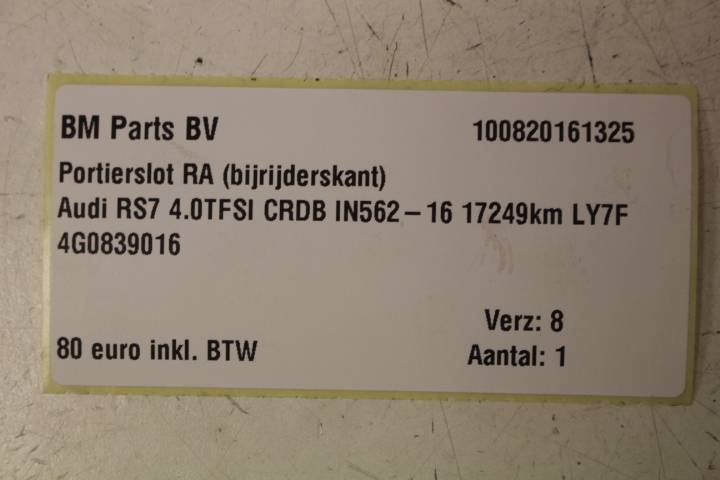 BM Parts BV 100820161325
Portierslot RA (bijrijderskant)
Audi RS7 4.0TFSI CRDB IN562-16 17249km LY7F
4G0839016
Verz: 8
80 euro inkl. BTW Aantal: 1